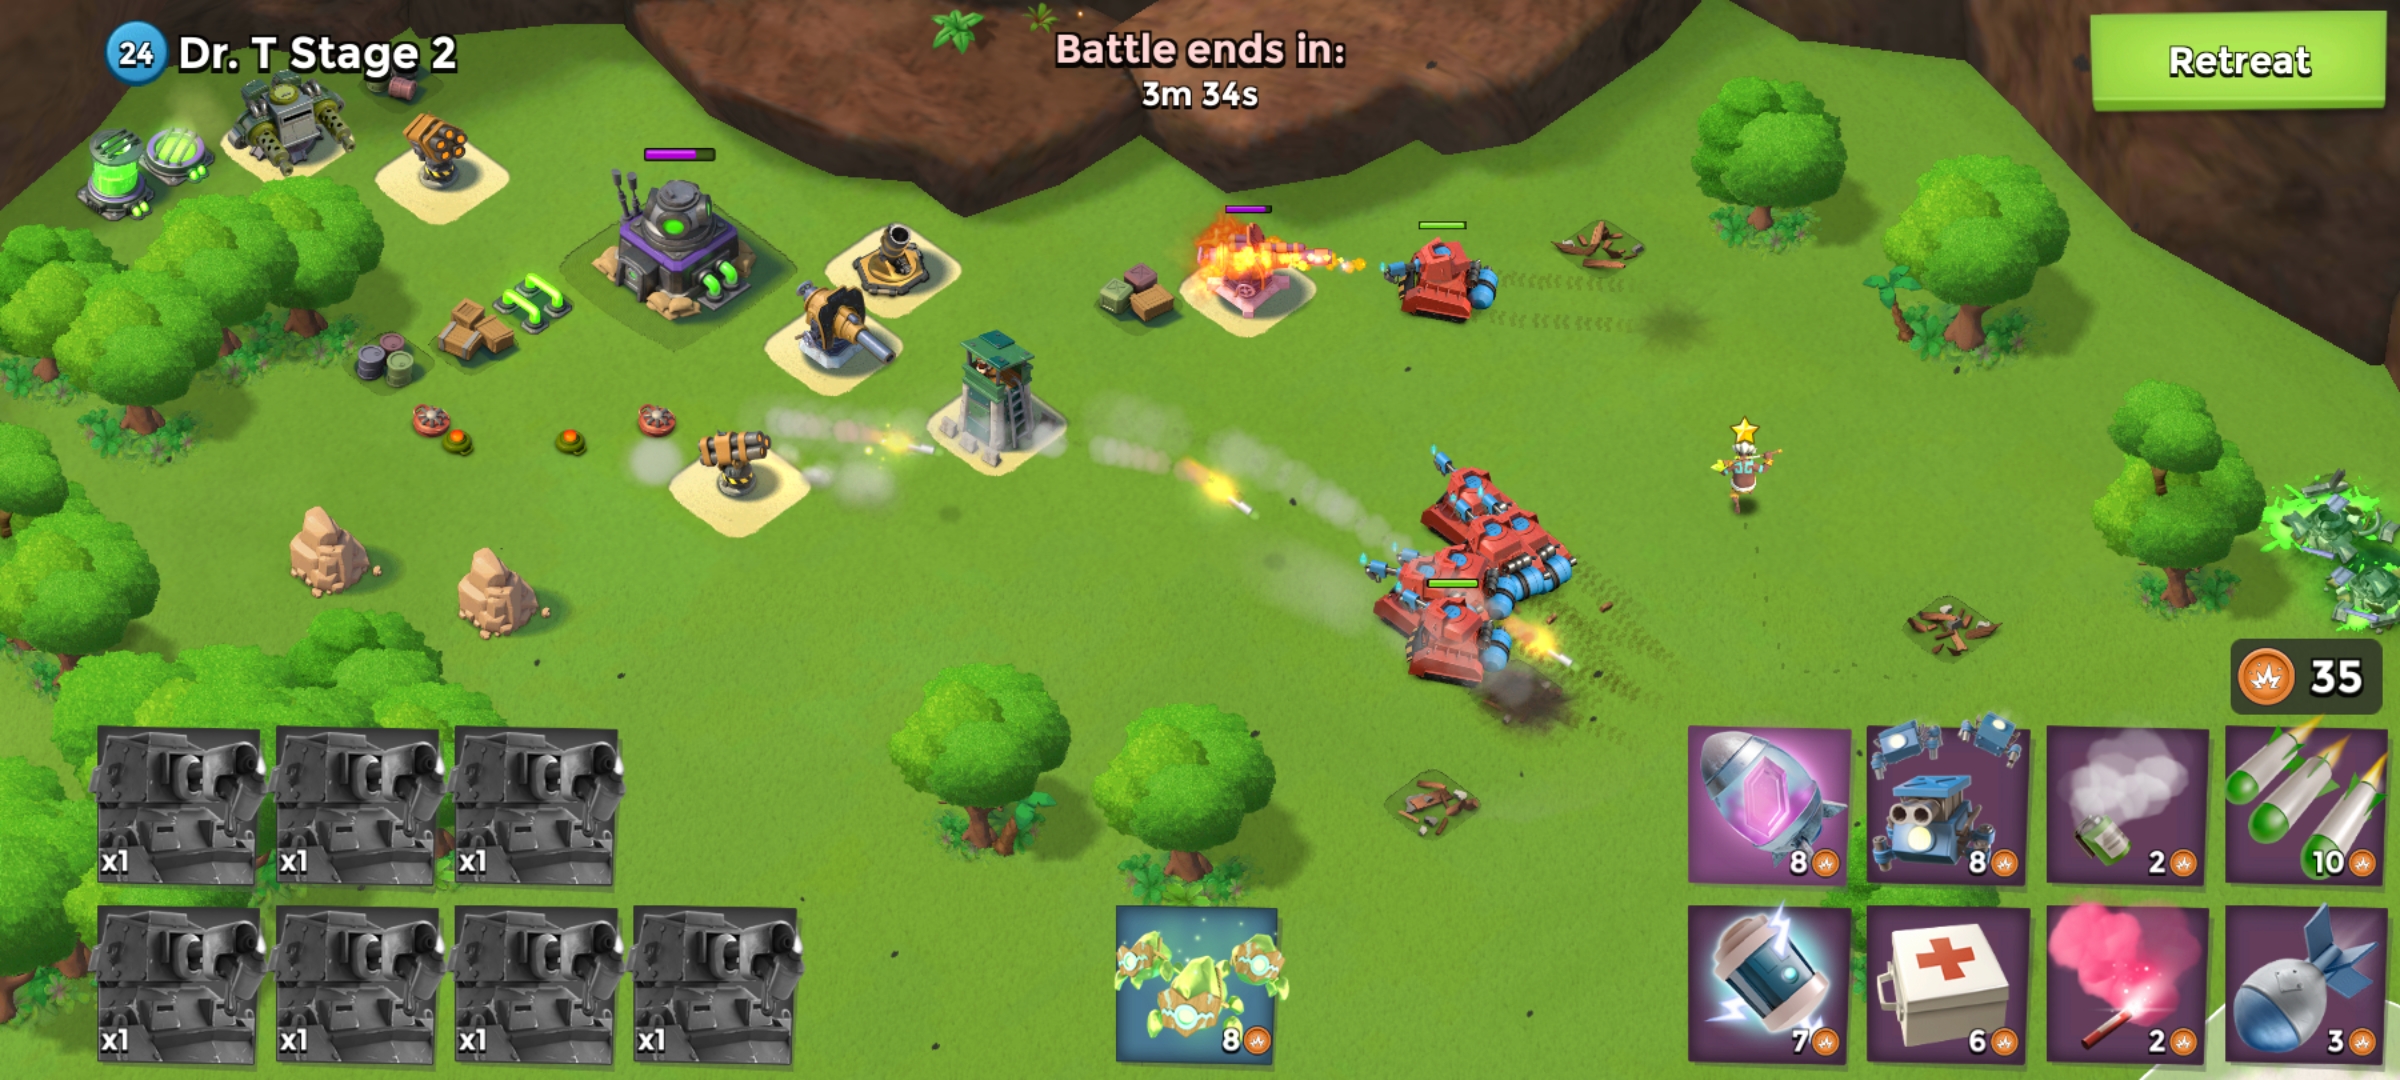 24 Dr. T Stage 2
Battle ends in:
3m 34s
Retreat
35
x1 x1 x1
8 8 2 10
x1 x1 x1 x1
8
7 6 2 3